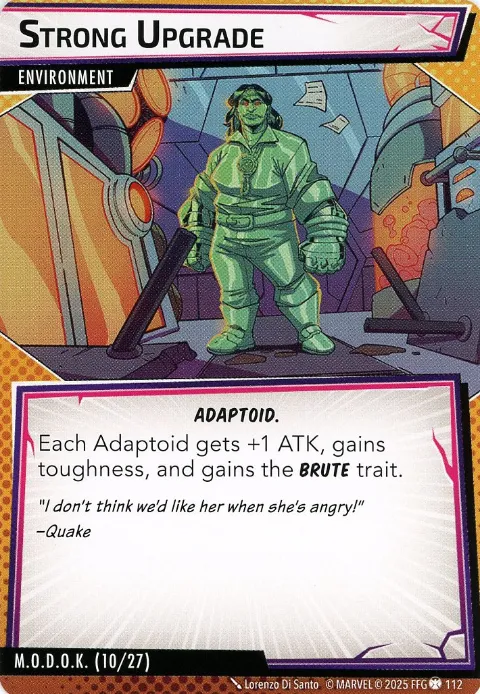 STRONG UPGRADE
ENVIRONMENT
ADAPTOID.
Each Adaptoid gets +1 ATK, gains
toughness, and gains the BRUTE trait.
"I don't think we'd like her when she's angry!"
–Quake
M.O.D.O.K. (10/27)
Lorenzo Di Santo © MARVEL © 2025 FFG 112